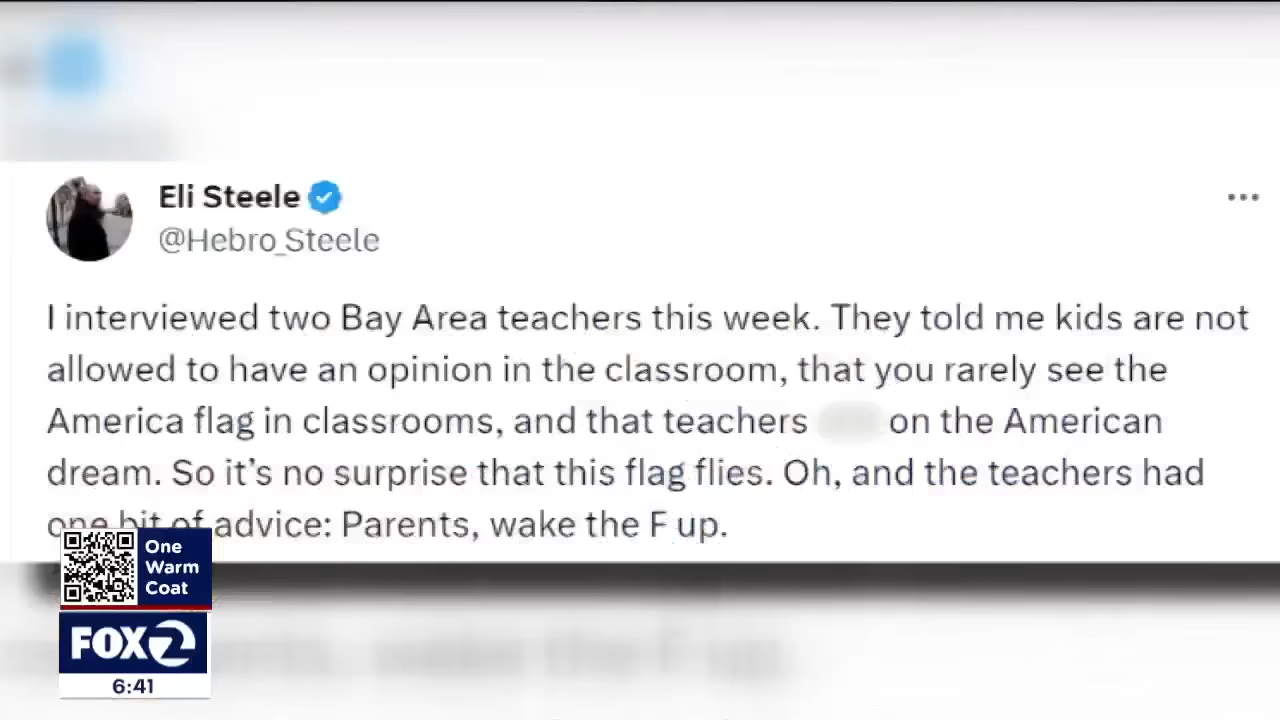 Eli Steele
@Hebro_Steele
I interviewed two Bay Area teachers this week. They told me kids are not
allowed to have an opinion in the classroom, that you rarely see the
America flag in classrooms, and that teachers on the American
dream. So it's no surprise that this flag flies. Oh, and the teachers had
one bit of advice: Parents, wake the F up.
One
Warm
Coat
FOX 2
6:41